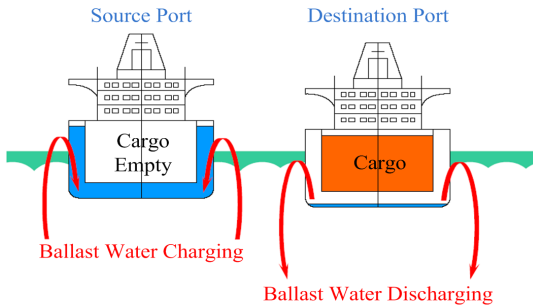 Source Port
Destination Port
Cargo
Empty
Cargo
Ballast Water Charging
Ballast Water Discharging